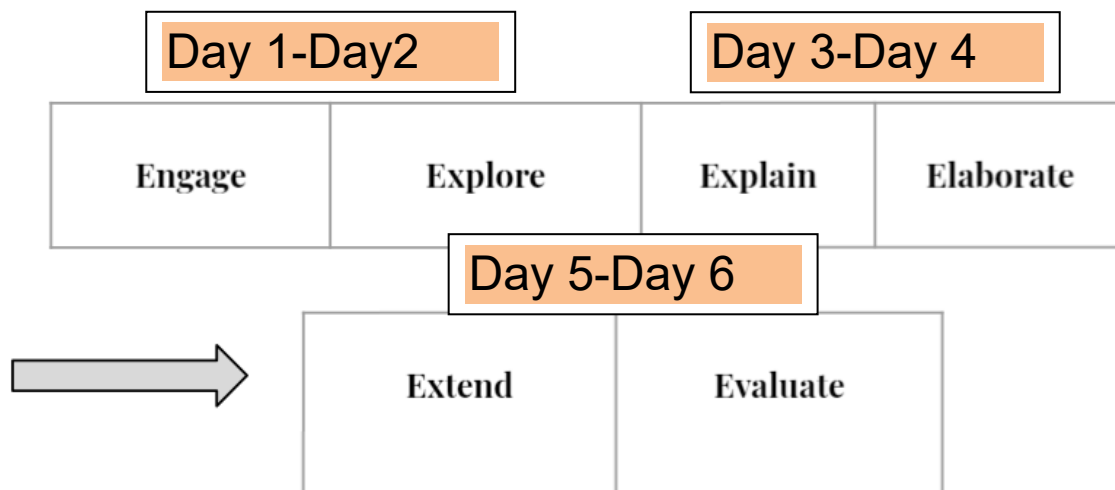 Day 1-Day2
Day 3-Day 4
Engage
Explore
Explain
Elaborate
Day 5-Day 6
Extend
Evaluate